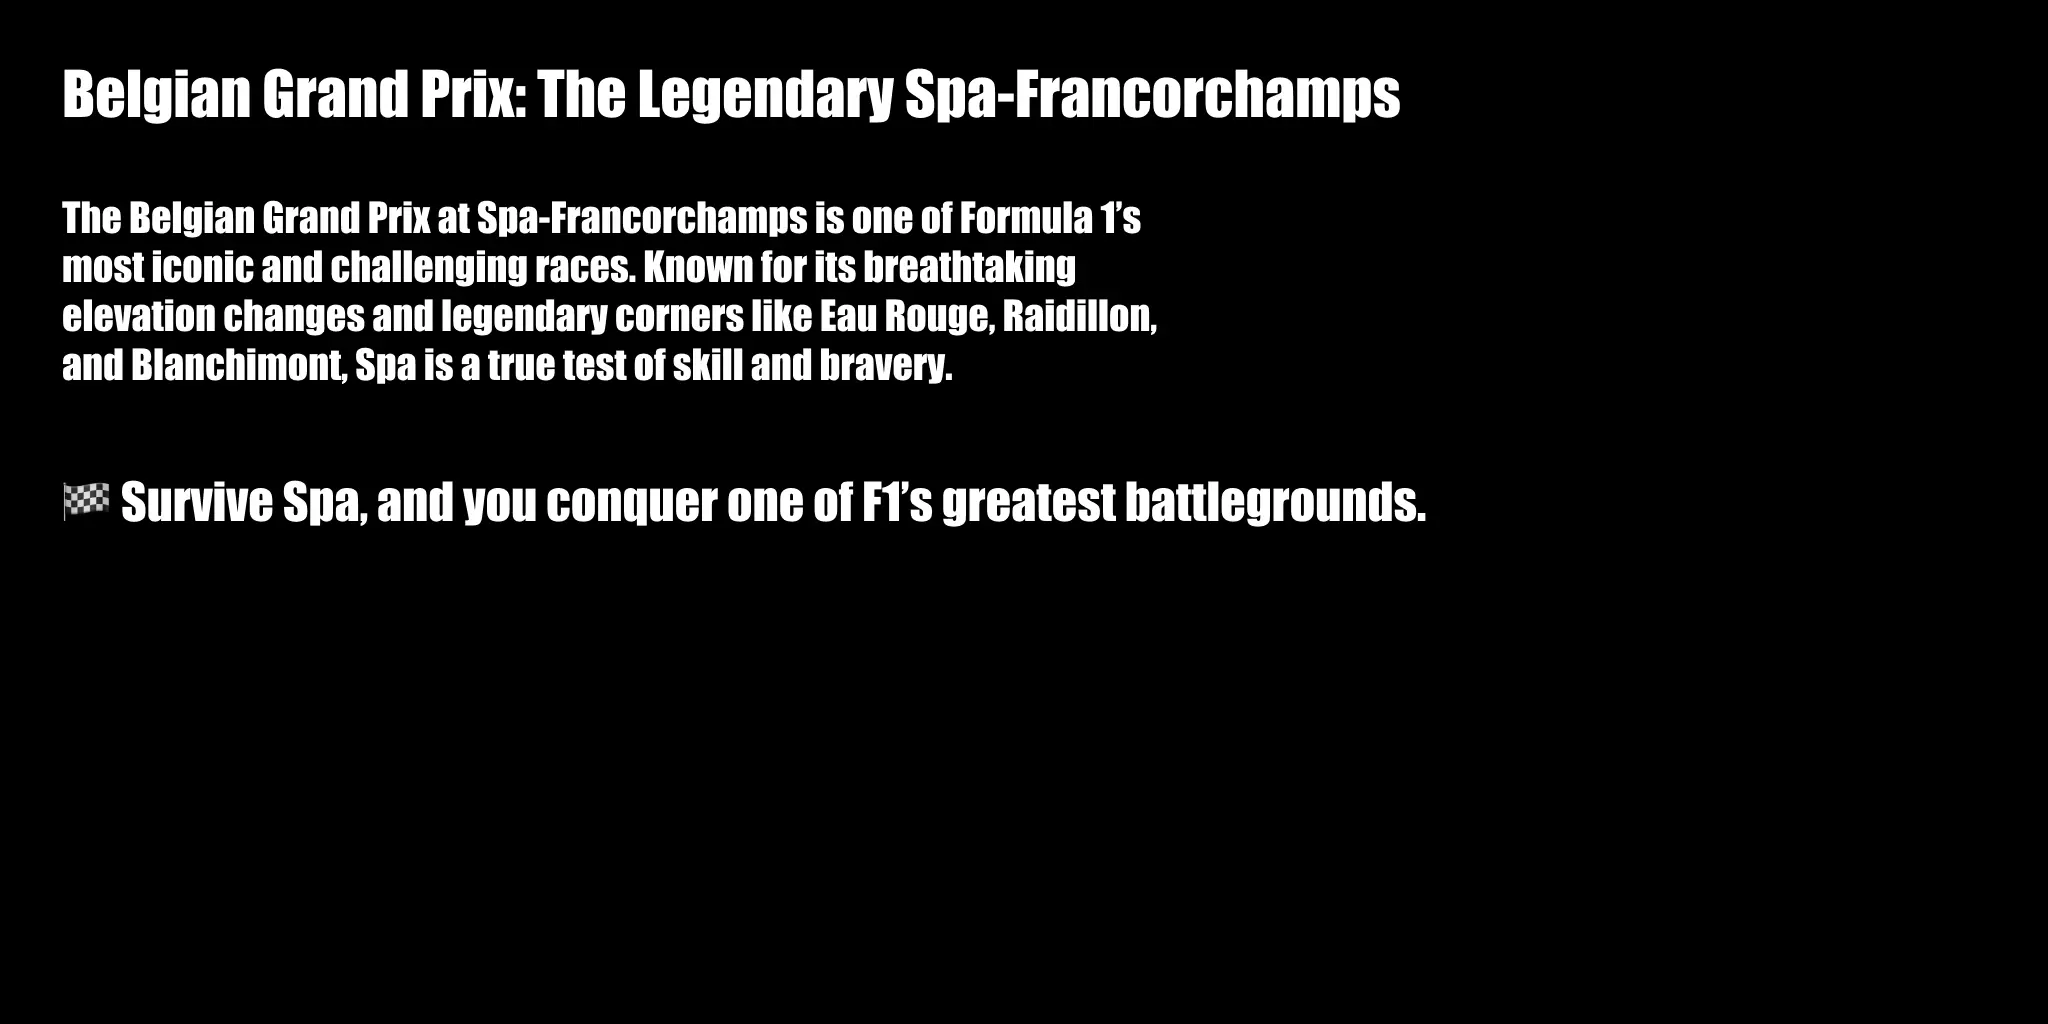 Belgian Grand Prix: The Legendary Spa-Francorchamps
The Belgian Grand Prix at Spa-Francorchamps is one of Formula 1’s
most iconic and challenging races. Known for its breathtaking
elevation changes and legendary corners like Eau Rouge, Raidillon,
and Blanchimont, Spa is a true test of skill and bravery.
🏁 Survive Spa, and you conquer one of F1’s greatest battlegrounds.